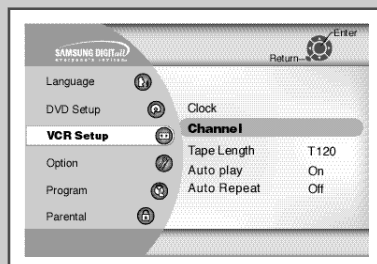 Enter
SAMSUNG DIGITall
Return
Language
DVD Setup
Clock
VCR Setup
Channel
Tape Length T120
Option
Auto play On
Program
Auto Repeat Off
Parental